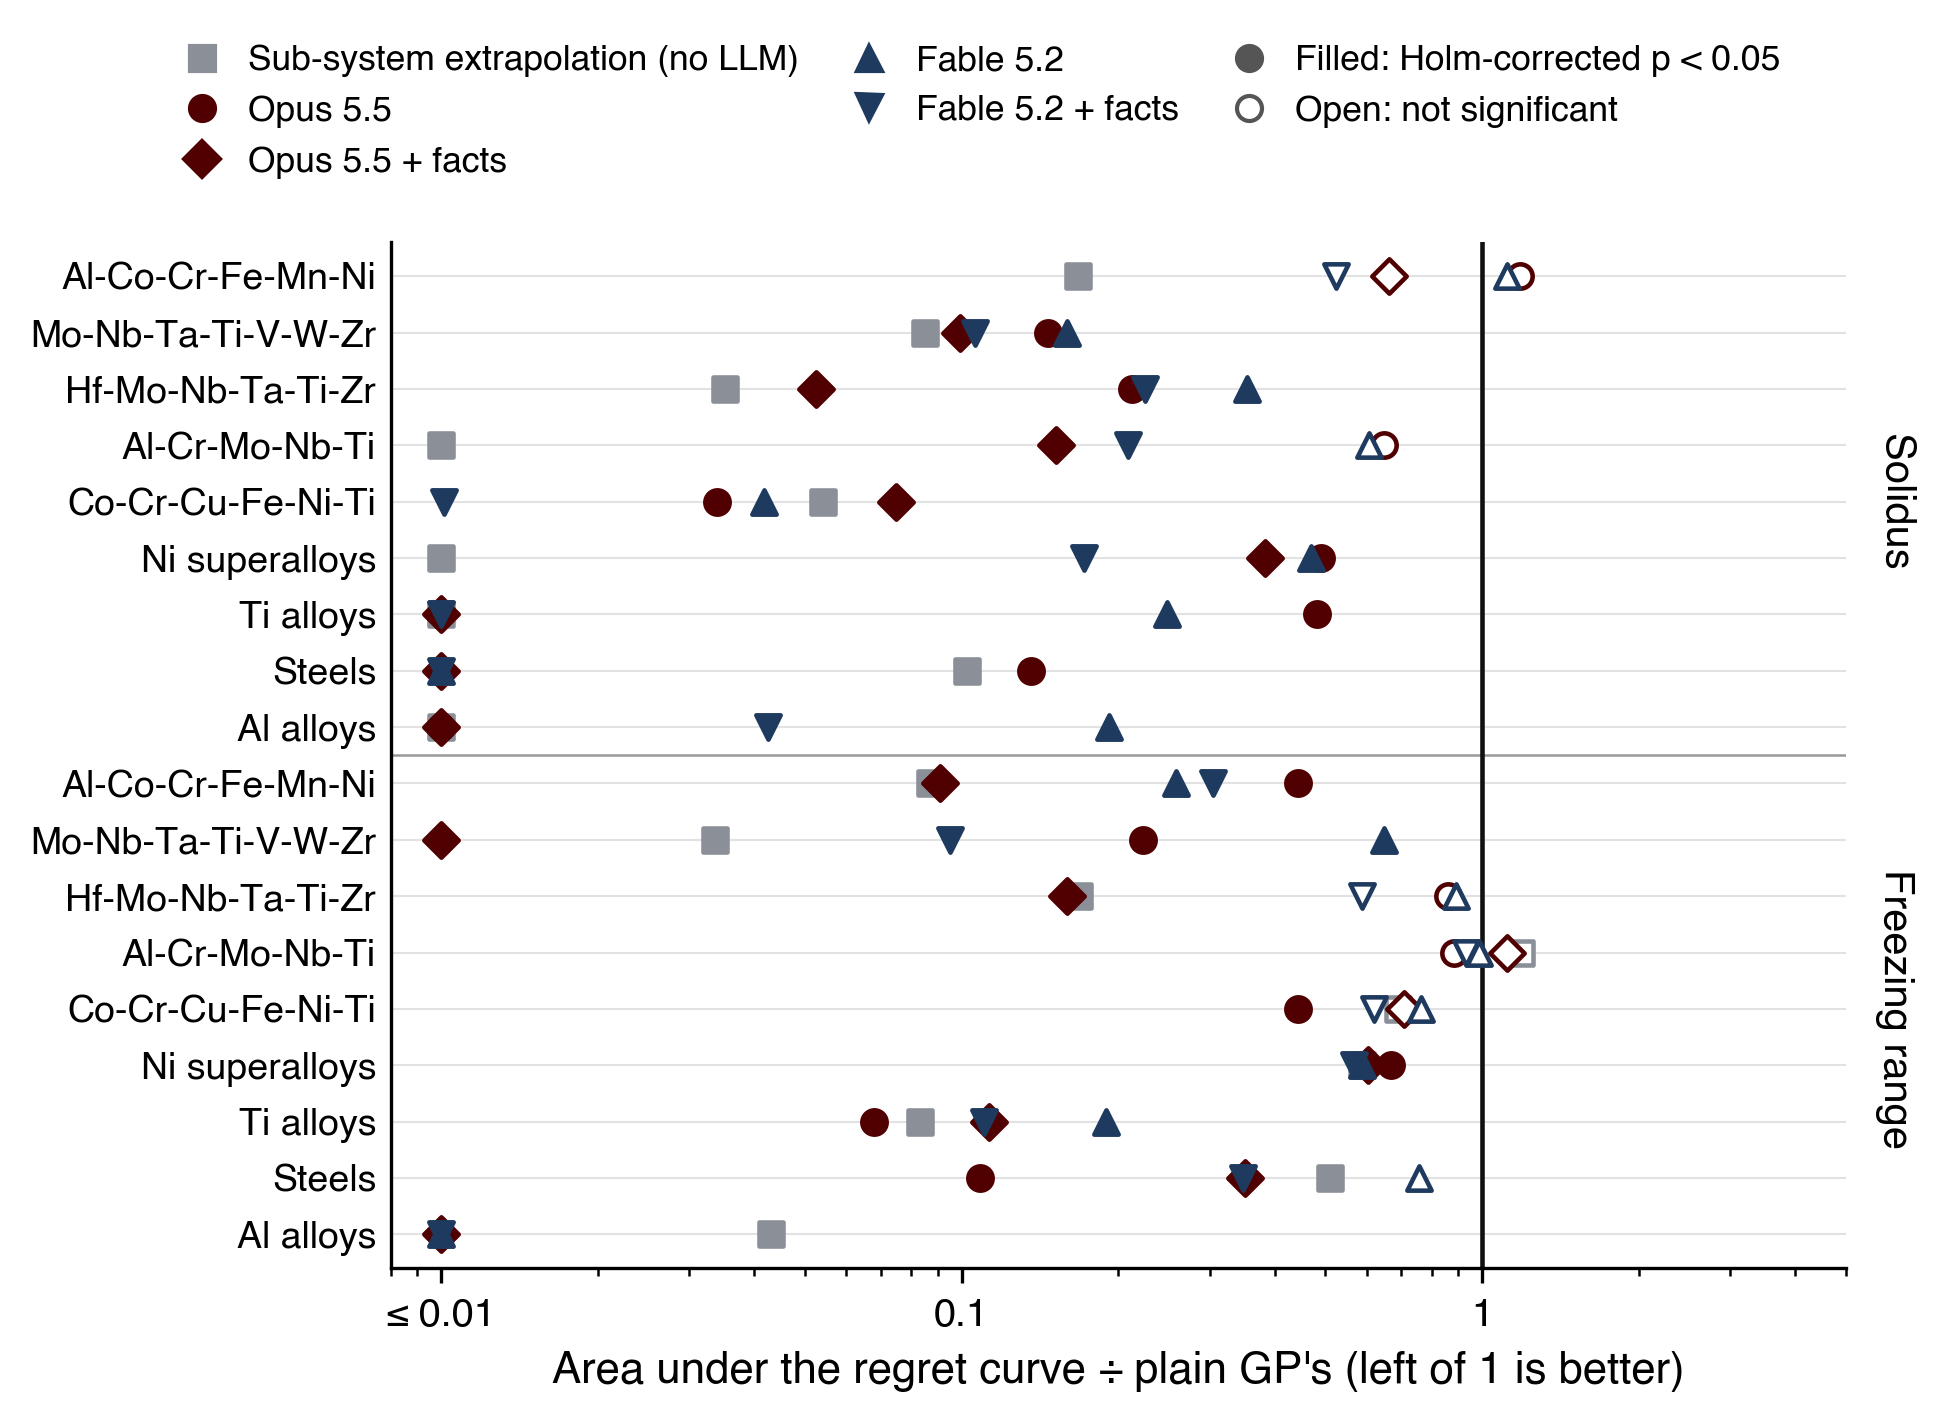 Sub-system extrapolation (no LLM)
Opus 5.5
Opus 5.5 + facts
Fable 5.2
Fable 5.2 + facts
Filled: Holm-corrected p < 0.05
Open: not significant
Al-Co-Cr-Fe-Mn-Ni
Mo-Nb-Ta-Ti-V-W-Zr
Hf-Mo-Nb-Ta-Ti-Zr
Al-Cr-Mo-Nb-Ti
Co-Cr-Cu-Fe-Ni-Ti
Ni superalloys
Ti alloys
Steels
Al alloys
Solidus
Al-Co-Cr-Fe-Mn-Ni
Mo-Nb-Ta-Ti-V-W-Zr
Hf-Mo-Nb-Ta-Ti-Zr
Al-Cr-Mo-Nb-Ti
Co-Cr-Cu-Fe-Ni-Ti
Ni superalloys
Ti alloys
Steels
Al alloys
Freezing range
≤ 0.01
0.1
1
Area under the regret curve ÷ plain GP's (left of 1 is better)